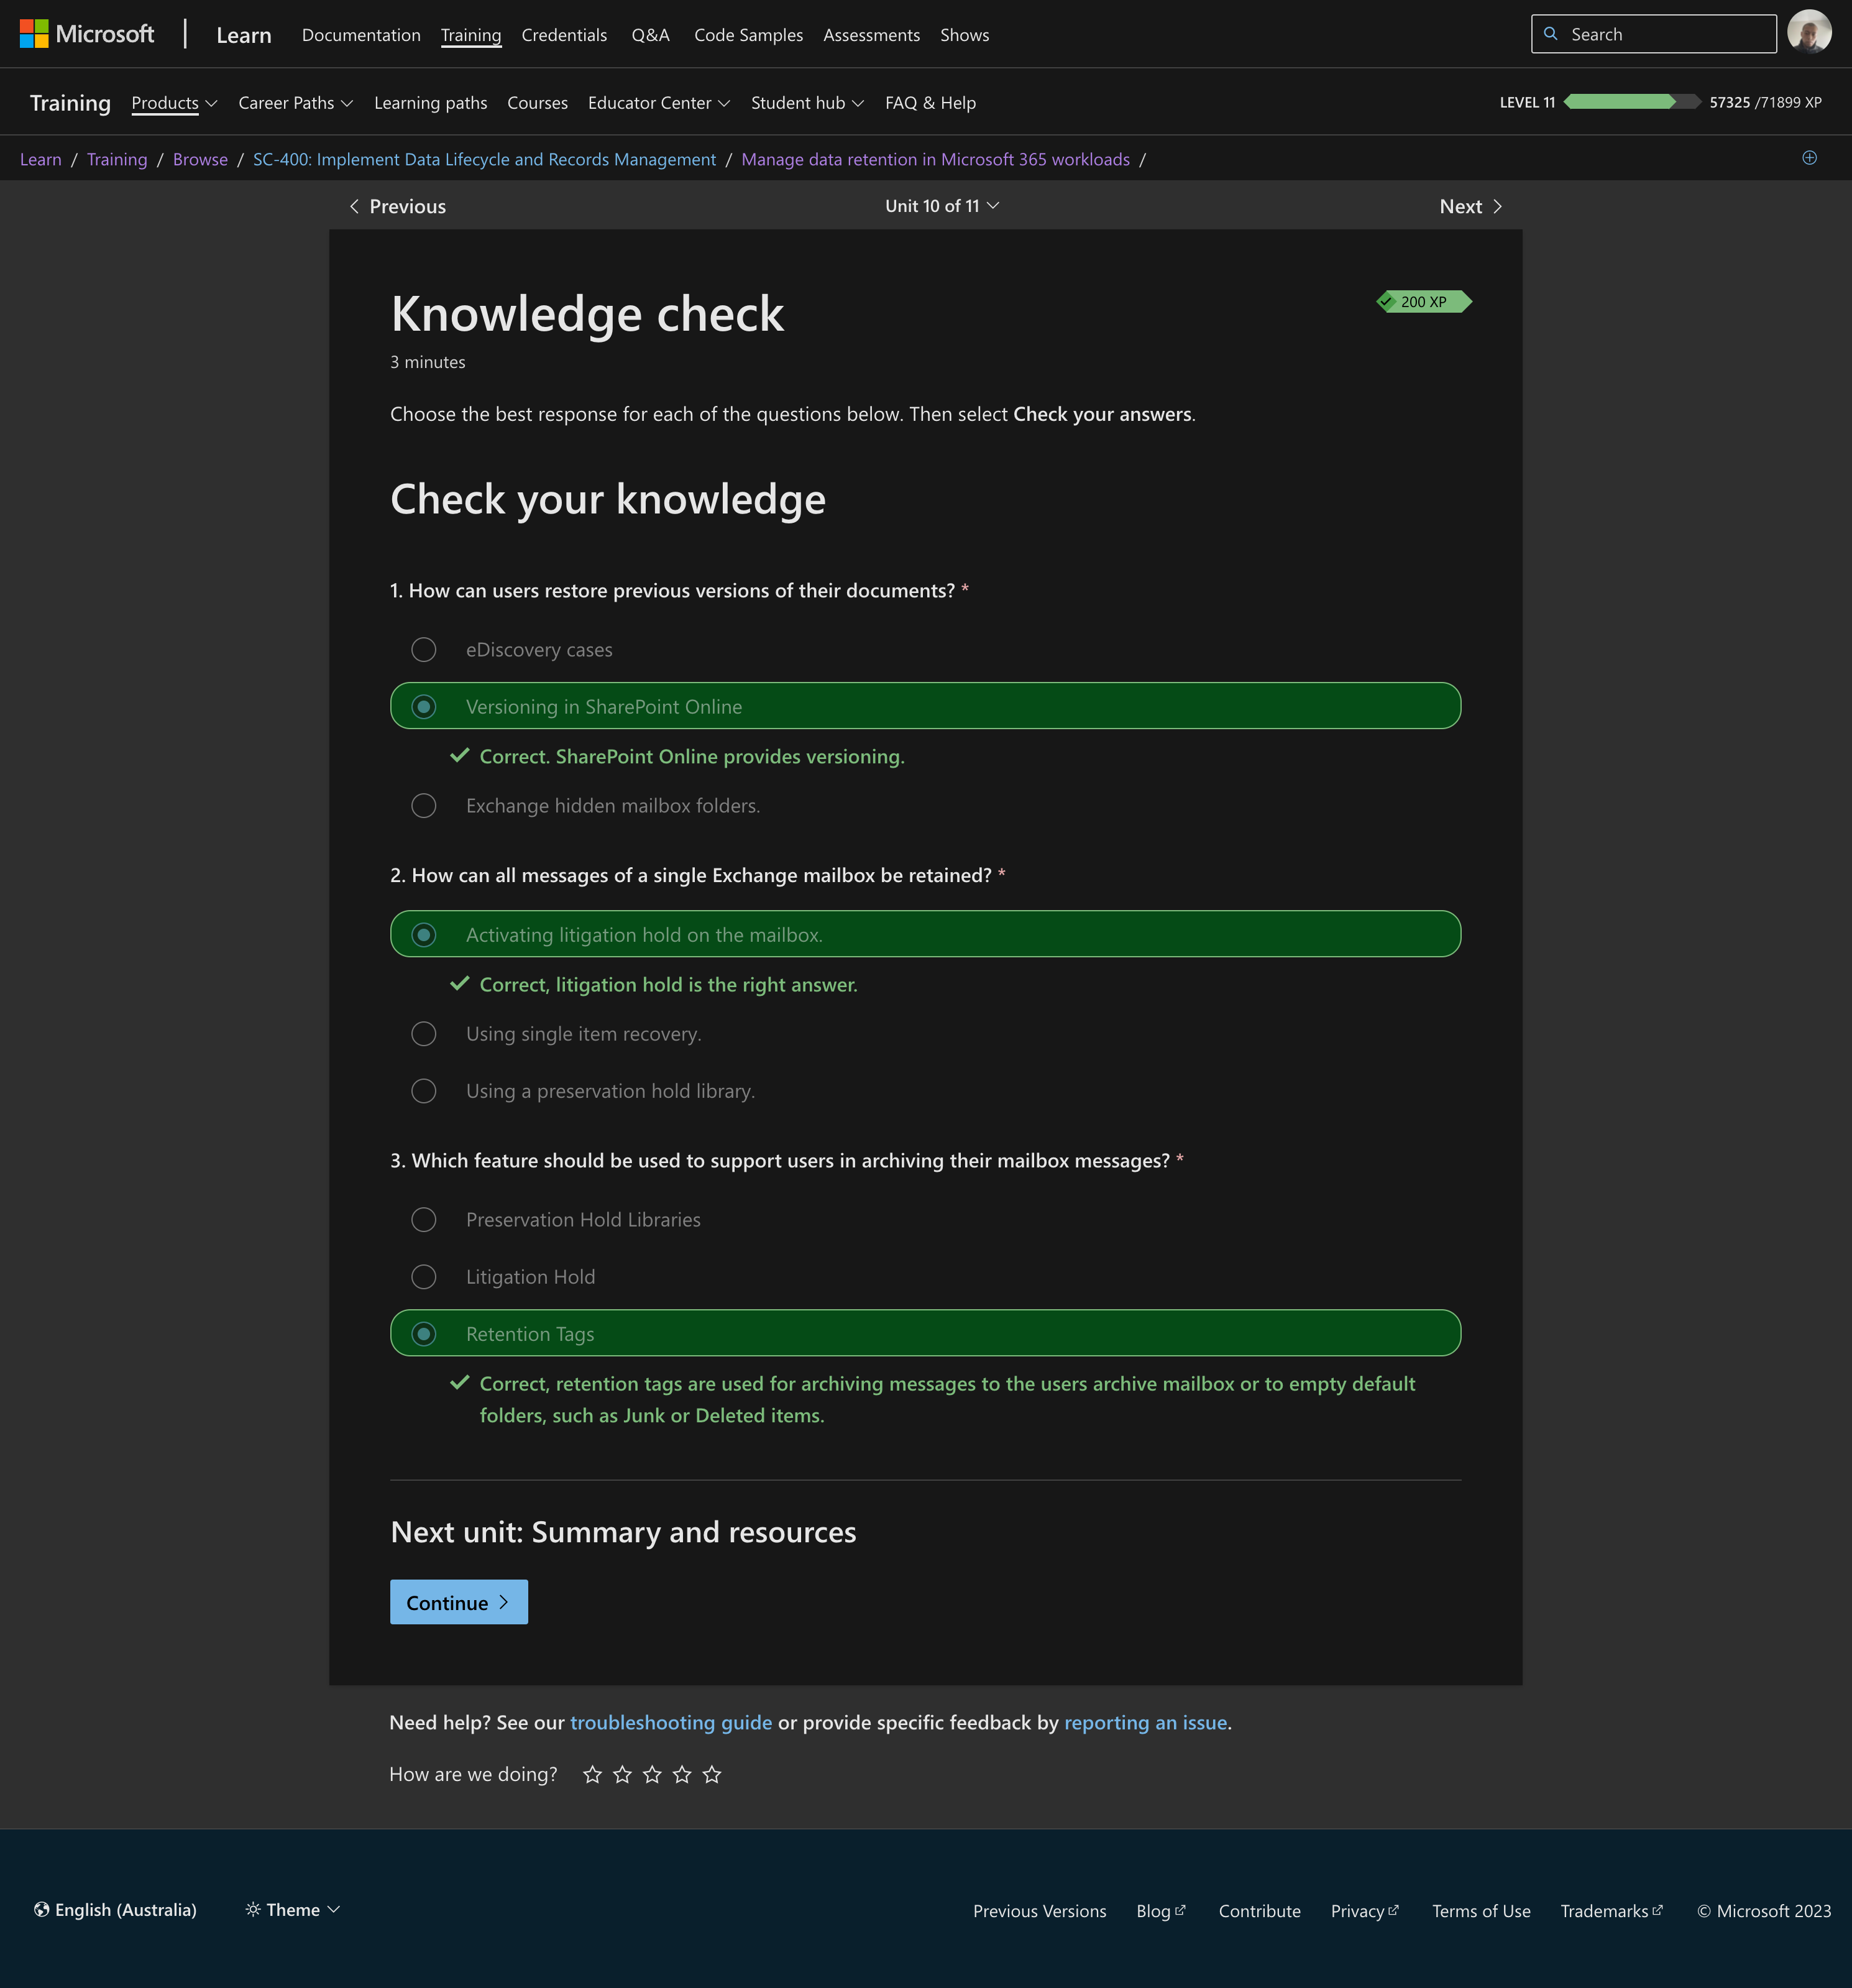 Microsoft | Learn Documentation Training Credentials Q&A Code Samples Assessments Shows Search
Training Products Career Paths Learning paths Courses Educator Center Student hub FAQ & Help LEVEL 11 57325 /71899 XP
Learn / Training / Browse / SC-400: Implement Data Lifecycle and Records Management / Manage data retention in Microsoft 365 workloads /
Previous Unit 10 of 11 Next
Knowledge check
200 XP
3 minutes
Choose the best response for each of the questions below. Then select Check your answers.
Check your knowledge
1. How can users restore previous versions of their documents? *
eDiscovery cases
Versioning in SharePoint Online
Correct. SharePoint Online provides versioning.
Exchange hidden mailbox folders.
2. How can all messages of a single Exchange mailbox be retained? *
Activating litigation hold on the mailbox.
Correct, litigation hold is the right answer.
Using single item recovery.
Using a preservation hold library.
3. Which feature should be used to support users in archiving their mailbox messages? *
Preservation Hold Libraries
Litigation Hold
Retention Tags
Correct, retention tags are used for archiving messages to the users archive mailbox or to empty default
folders, such as Junk or Deleted items.
Next unit: Summary and resources
Continue
Need help? See our troubleshooting guide or provide specific feedback by reporting an issue.
How are we doing?
English (Australia) Theme Previous Versions Blog Contribute Privacy Terms of Use Trademarks © Microsoft 2023